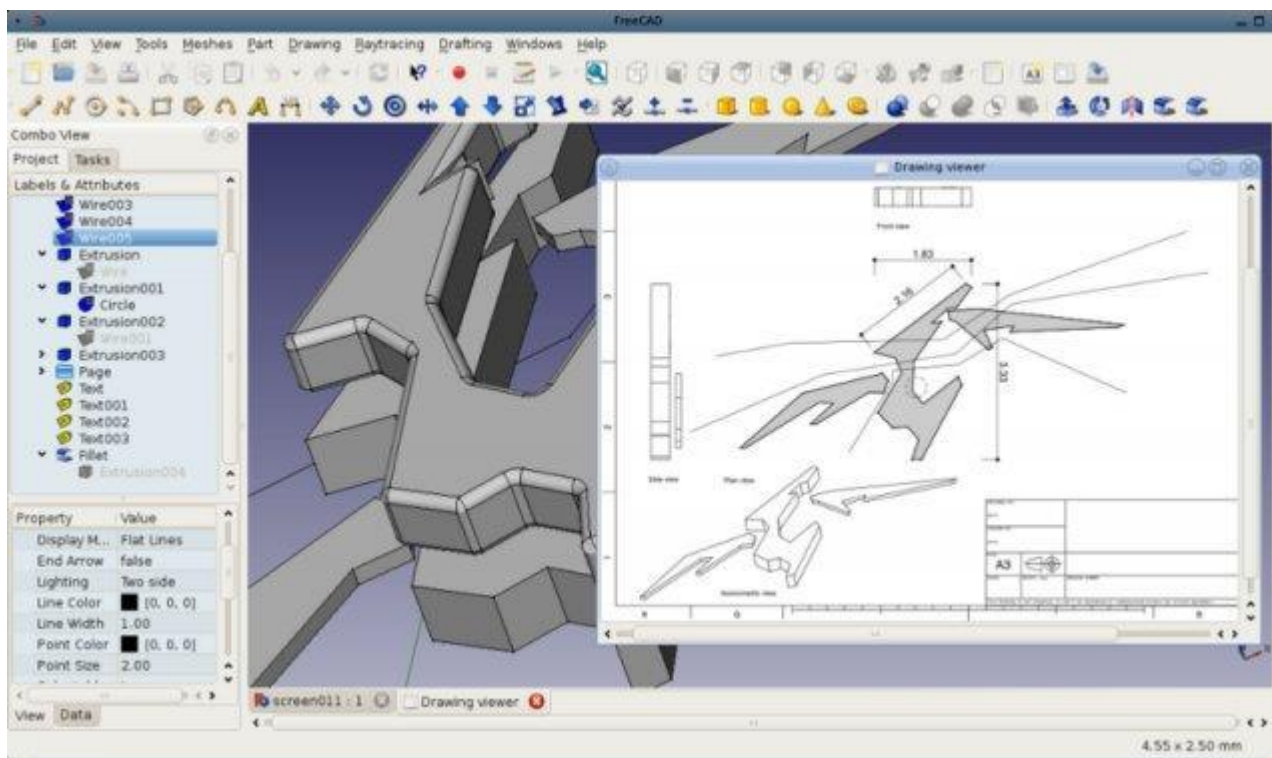 FreeCAD
File Edit View Tools Meshes Part Drawing Raytracing Drafting Windows Help
A3
A
Combo View
Project Tasks
Labels & Attributes
Wire003
Wire004
Wire005
Extrusion
Wire
Extrusion001
Circle
Extrusion002
Wire001
Extrusion003
Page
Text
Text001
Text002
Text003
Fillet
Extrusion004
Property Value
Display M... Flat Lines
End Arrow false
Lighting Two side
Line Color [0, 0, 0]
Line Width 1.00
Point Color [0, 0, 0]
Point Size 2.00
View Data
Drawing viewer
Front view
1.83
2.16
3.33
Side view
Plan view
Axonometric view
A3
screen011 : 1
Drawing viewer
4.55 x 2.50 mm